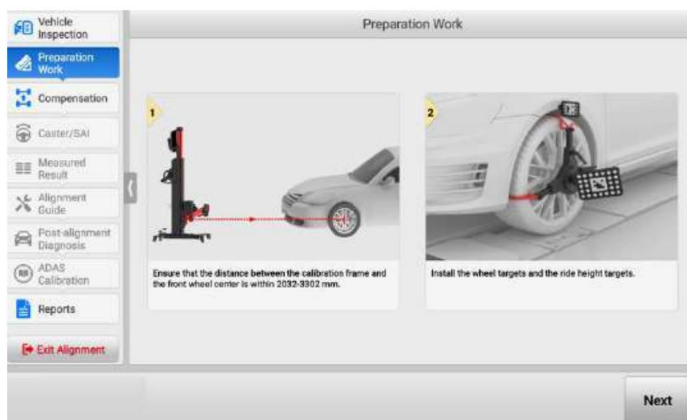 Preparation Work
Vehicle
Inspection
Preparation
Work
Compensation
Caster/SAI
Measured
Result
Alignment
Guide
Post-alignment
Diagnosis
ADAS
Calibration
Reports
Exit Alignment
1
Ensure that the distance between the calibration frame and
the front wheel center is within 2032-3302 mm.
2
Install the wheel targets and the ride height targets.
Next